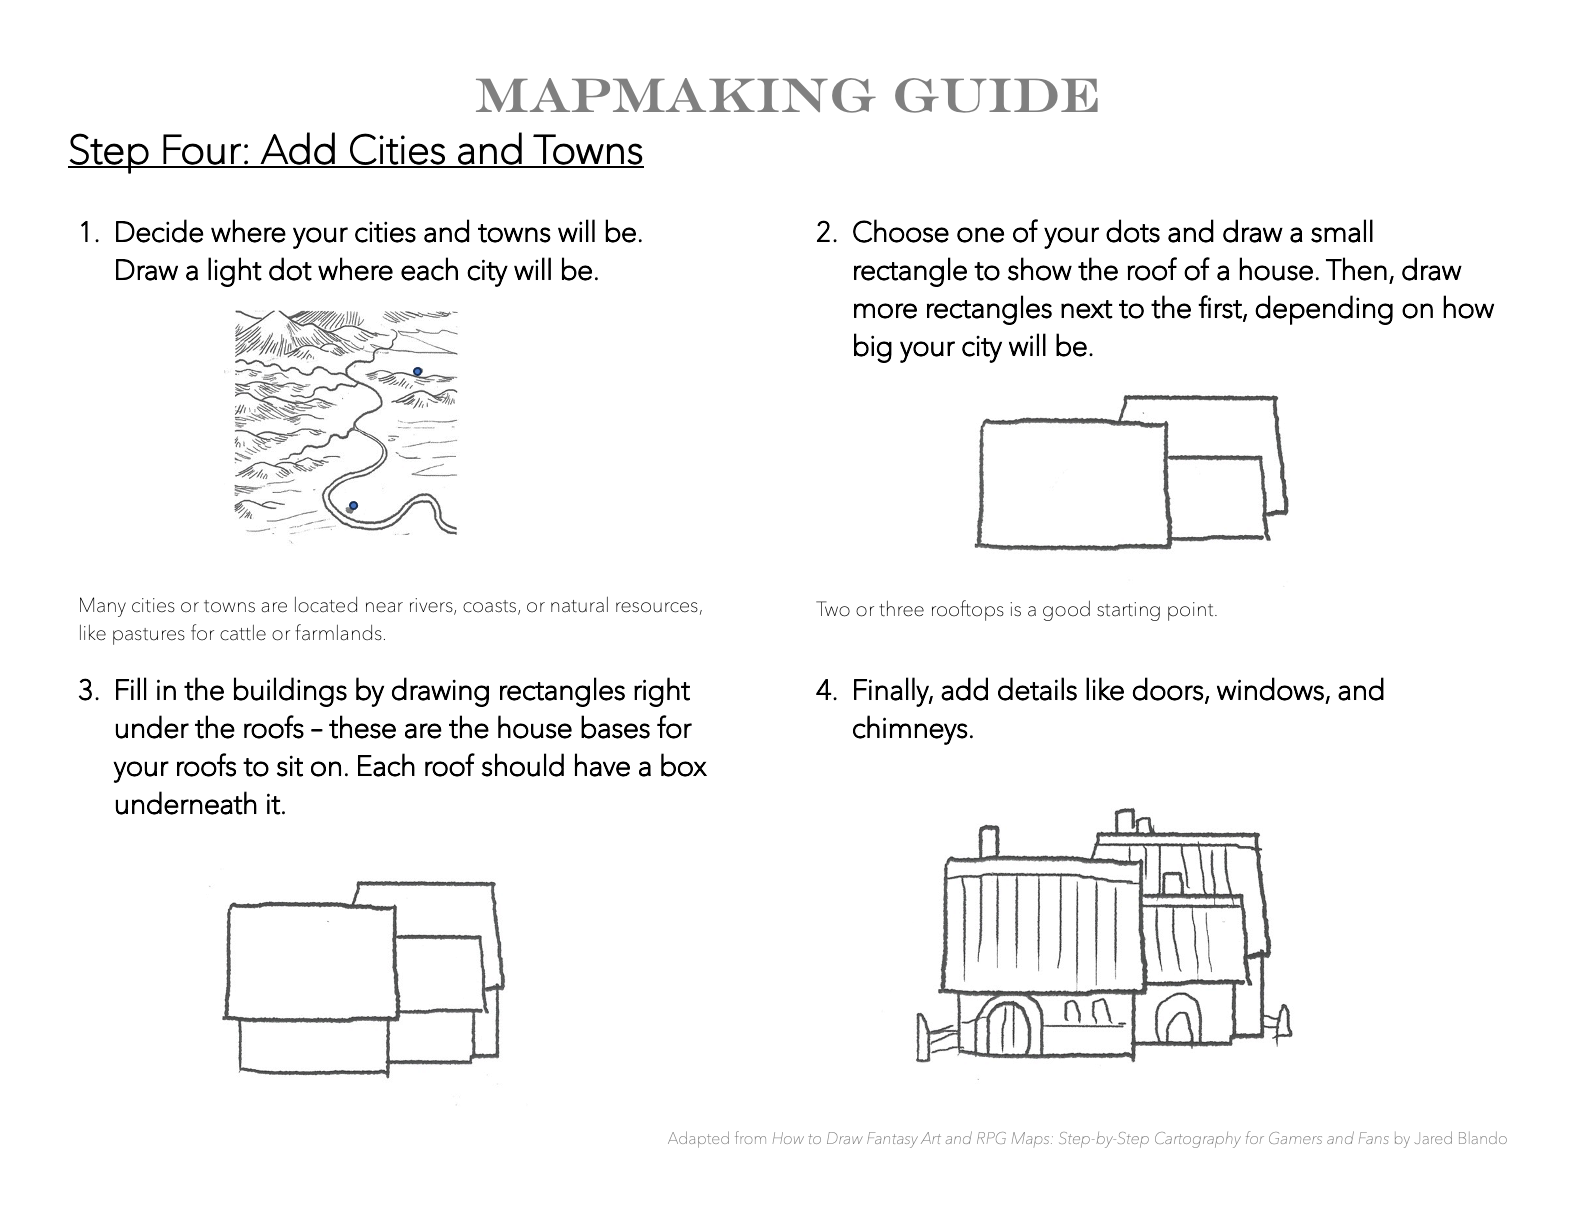 MAPMAKING GUIDE
Step Four: Add Cities and Towns
1. Decide where your cities and towns will be.
Draw a light dot where each city will be.
Many cities or towns are located near rivers, coasts, or natural resources,
like pastures for cattle or farmlands.
2. Choose one of your dots and draw a small
rectangle to show the roof of a house. Then, draw
more rectangles next to the first, depending on how
big your city will be.
Two or three rooftops is a good starting point.
3. Fill in the buildings by drawing rectangles right
under the roofs – these are the house bases for
your roofs to sit on. Each roof should have a box
underneath it.
4. Finally, add details like doors, windows, and
chimneys.
Adapted from How to Draw Fantasy Art and RPG Maps: Step-by-Step Cartography for Gamers and Fans by Jared Blando